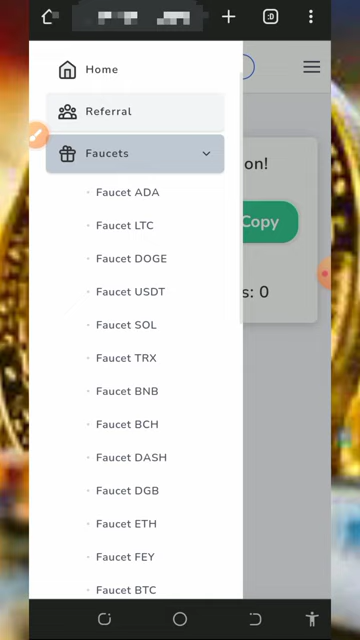 :D
Home
Referral
on!
Faucets
Faucet ADA
Faucet LTC
Copy
Faucet DOGE
Faucet USDT
s: 0
Faucet SOL
Faucet TRX
Faucet BNB
Faucet BCH
Faucet DASH
Faucet DGB
Faucet ETH
Faucet FEY
Faucet BTC